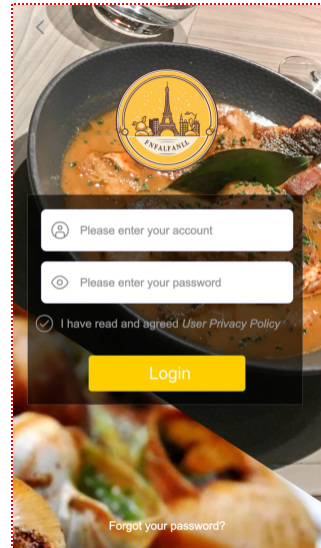 ENFALFANLL
Please enter your account
Please enter your password
I have read and agreed User Privacy Policy
Login
Forgot your password?